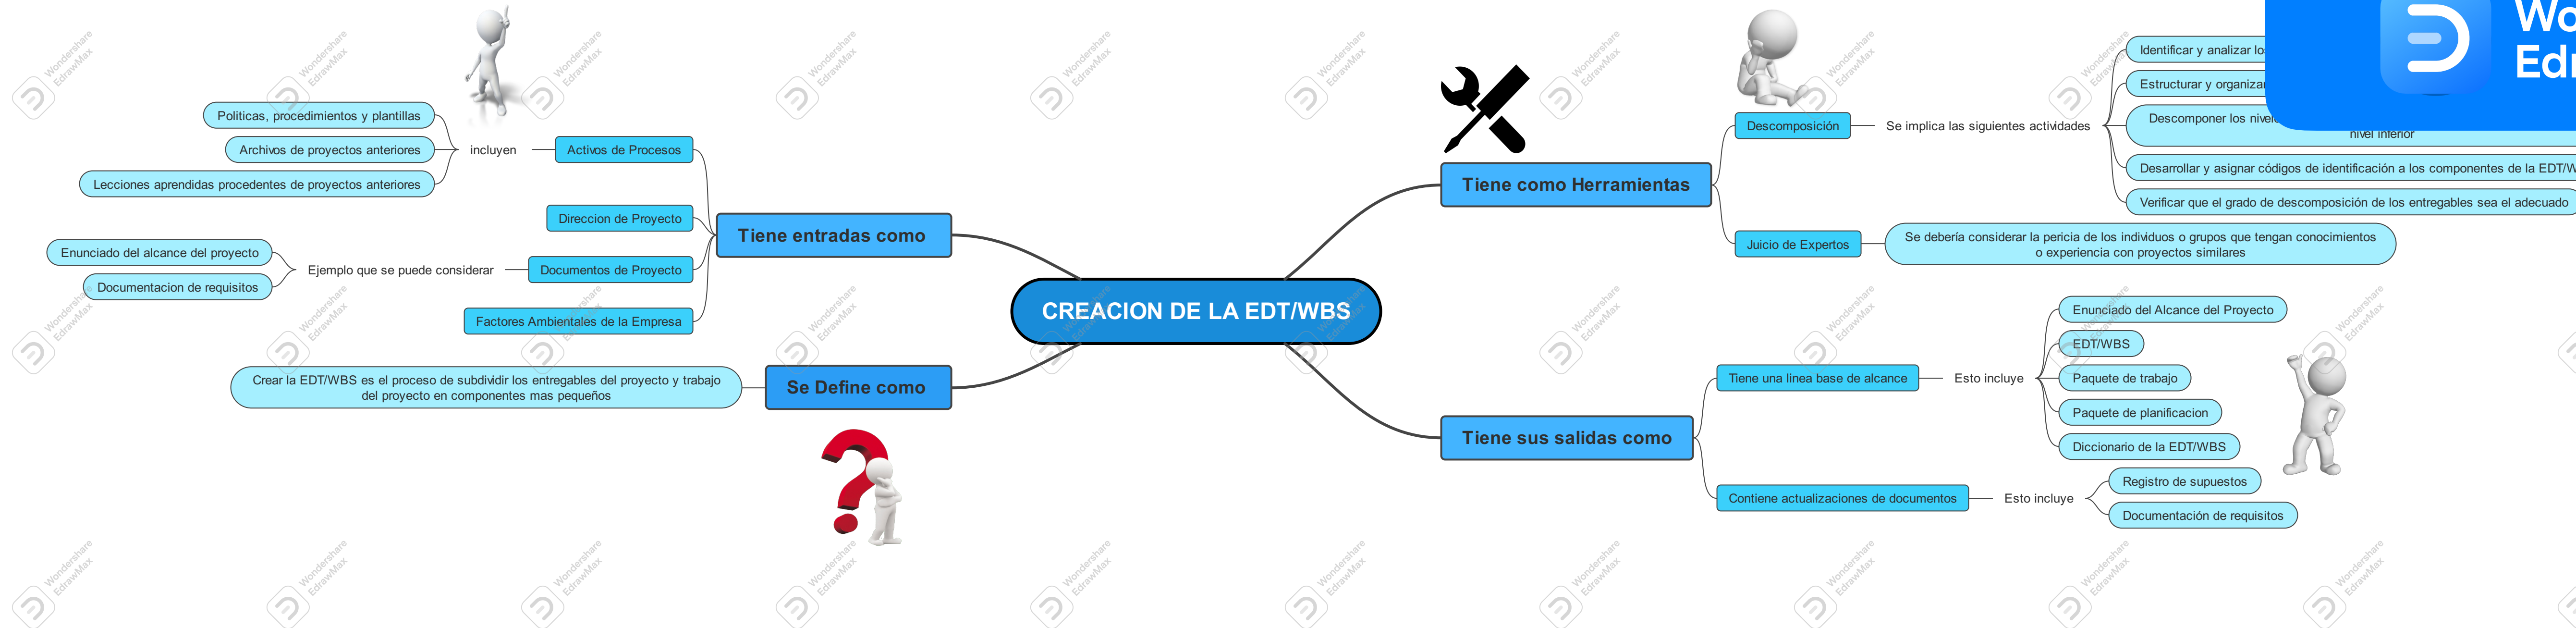 CREACION DE LA EDT/WBS
Tiene entradas como
Activos de Procesos
incluyen
Politicas, procedimientos y plantillas
Archivos de proyectos anteriores
Lecciones aprendidas procedentes de proyectos anteriores
Direccion de Proyecto
Documentos de Proyecto
Ejemplo que se puede considerar
Enunciado del alcance del proyecto
Documentacion de requisitos
Factores Ambientales de la Empresa
Se Define como
Crear la EDT/WBS es el proceso de subdividir los entregables del proyecto y trabajo
del proyecto en componentes mas pequeños
Tiene como Herramientas
Descomposición
Se implica las siguientes actividades
Identificar y analizar
Estructurar y organizar
Descomponer los
nivel inferior
Desarrollar y asignar códigos de identificación a los componentes de la
Verificar que el grado de descomposición de los entregables sea el adecuado
Juicio de Expertos
Se debería considerar la pericia de los individuos o grupos que tengan conocimientos
o experiencia con proyectos similares
Tiene sus salidas como
Tiene una linea base de alcance
Esto incluye
Enunciado del Alcance del Proyecto
EDT/WBS
Paquete de trabajo
Paquete de planificacion
Diccionario de la EDT/WBS
Contiene actualizaciones de documentos
Esto incluye
Registro de supuestos
Documentación de requisitos
Wondershare
EdrawMax